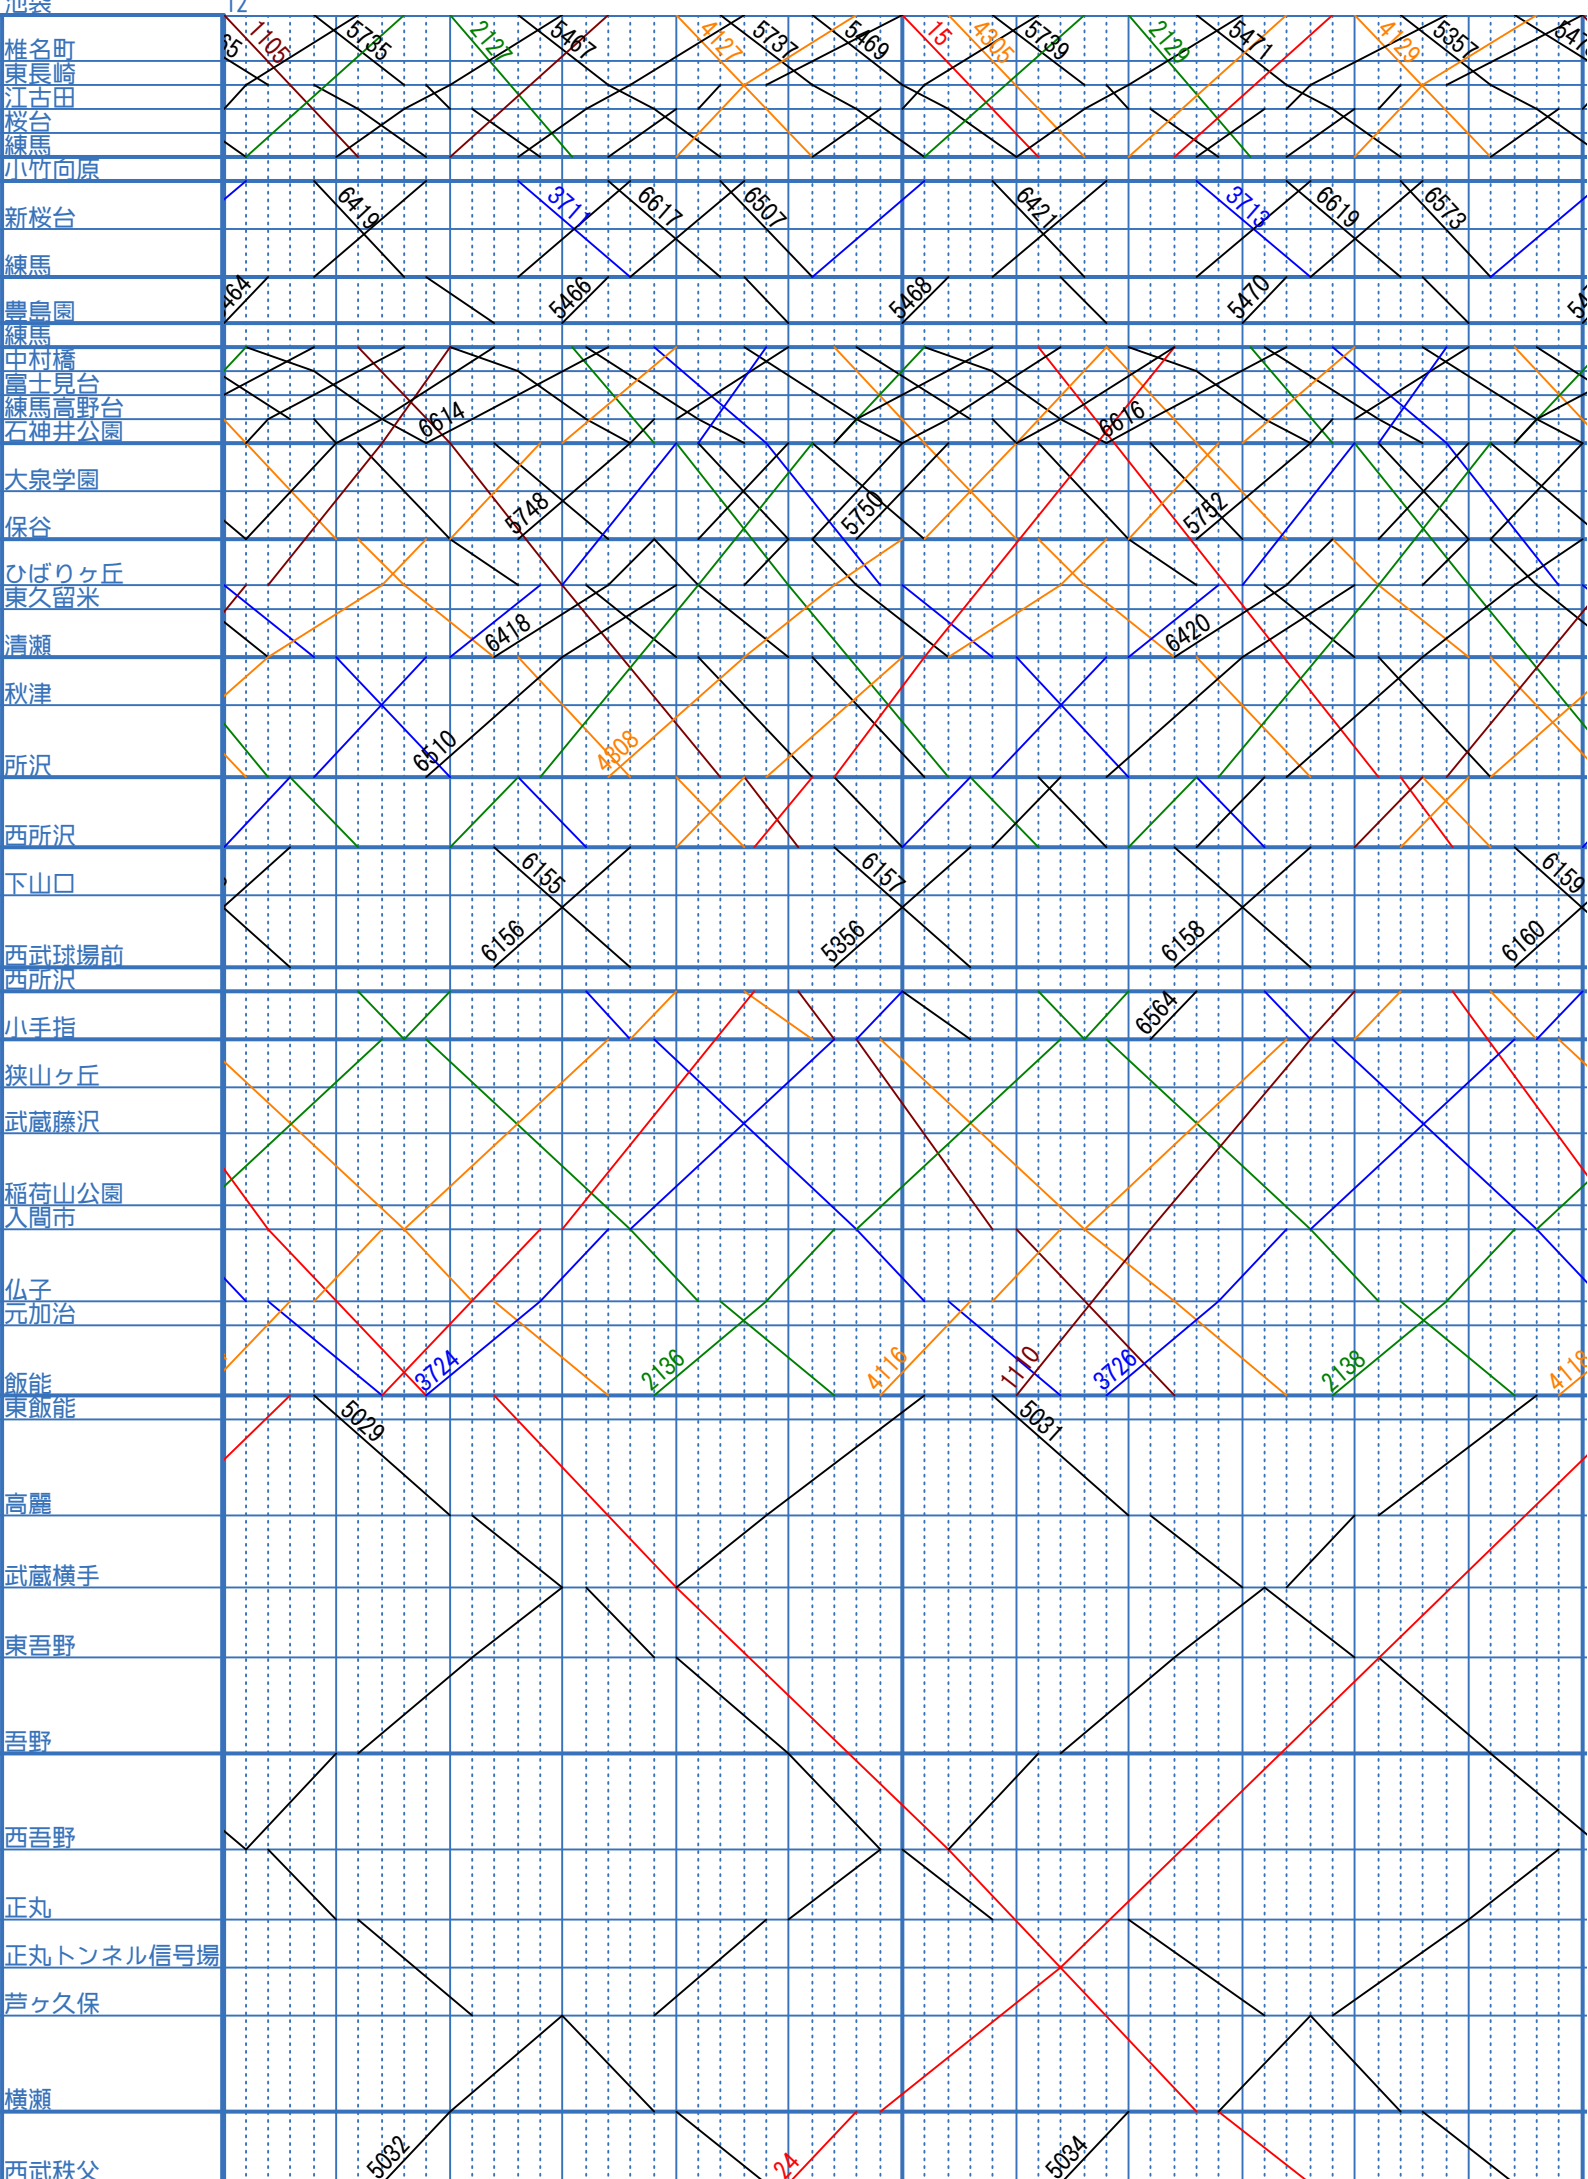 池袋 12
椎名町 1105 5735 2127 5467 4127 5737 5469 15 4305 5739 2129 5471 4129 5357
東長崎
江古田
桜台
練馬
小竹向原
新桜台 6419 3711 6617 6507 6421 3713 6619 6573
練馬
豊島園 5466 5468 5470
練馬
中村橋
富士見台
練馬高野台
石神井公園 6614 6616
大泉学園
保谷 5748 5750 5752
ひばりヶ丘
東久留米
清瀬 6418 6420
秋津
所沢 6510 4808
西所沢
下山口 6155 6157 6159
西武球場前 6156 5356 6158 6160
西所沢
小手指 6564
狭山ヶ丘
武蔵藤沢
稲荷山公園
入間市
仏子
元加治
飯能 3724 2136 4116 1110 3726 2138 4118
東飯能 5029 5031
高麗
武蔵横手
東吾野
吾野
西吾野
正丸
正丸トンネル信号場
芦ヶ久保
横瀬
西武秩父 5032 24 5034